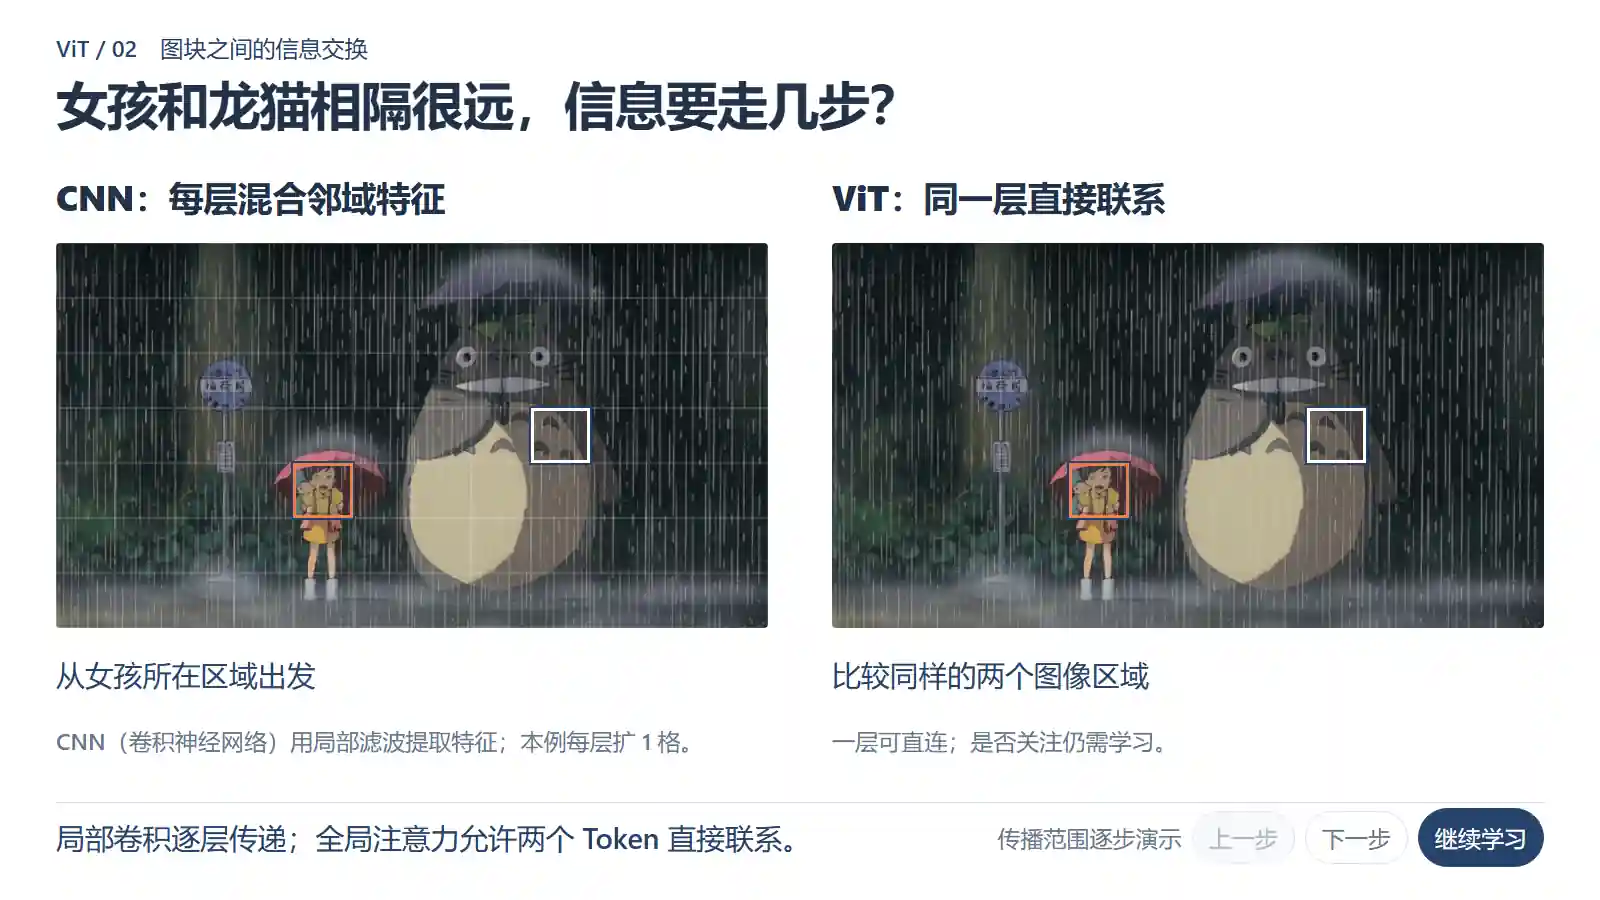 ViT / 02 图块之间的信息交换
女孩和龙猫相隔很远，信息要走几步？
CNN：每层混合邻域特征
ViT：同一层直接联系
从女孩所在区域出发
比较同样的两个图像区域
CNN（卷积神经网络）用局部滤波提取特征；本例每层扩 1 格。
一层可直连；是否关注仍需学习。
局部卷积逐层传递；全局注意力允许两个 Token 直接联系。
传播范围逐步演示 上一步 下一步 继续学习